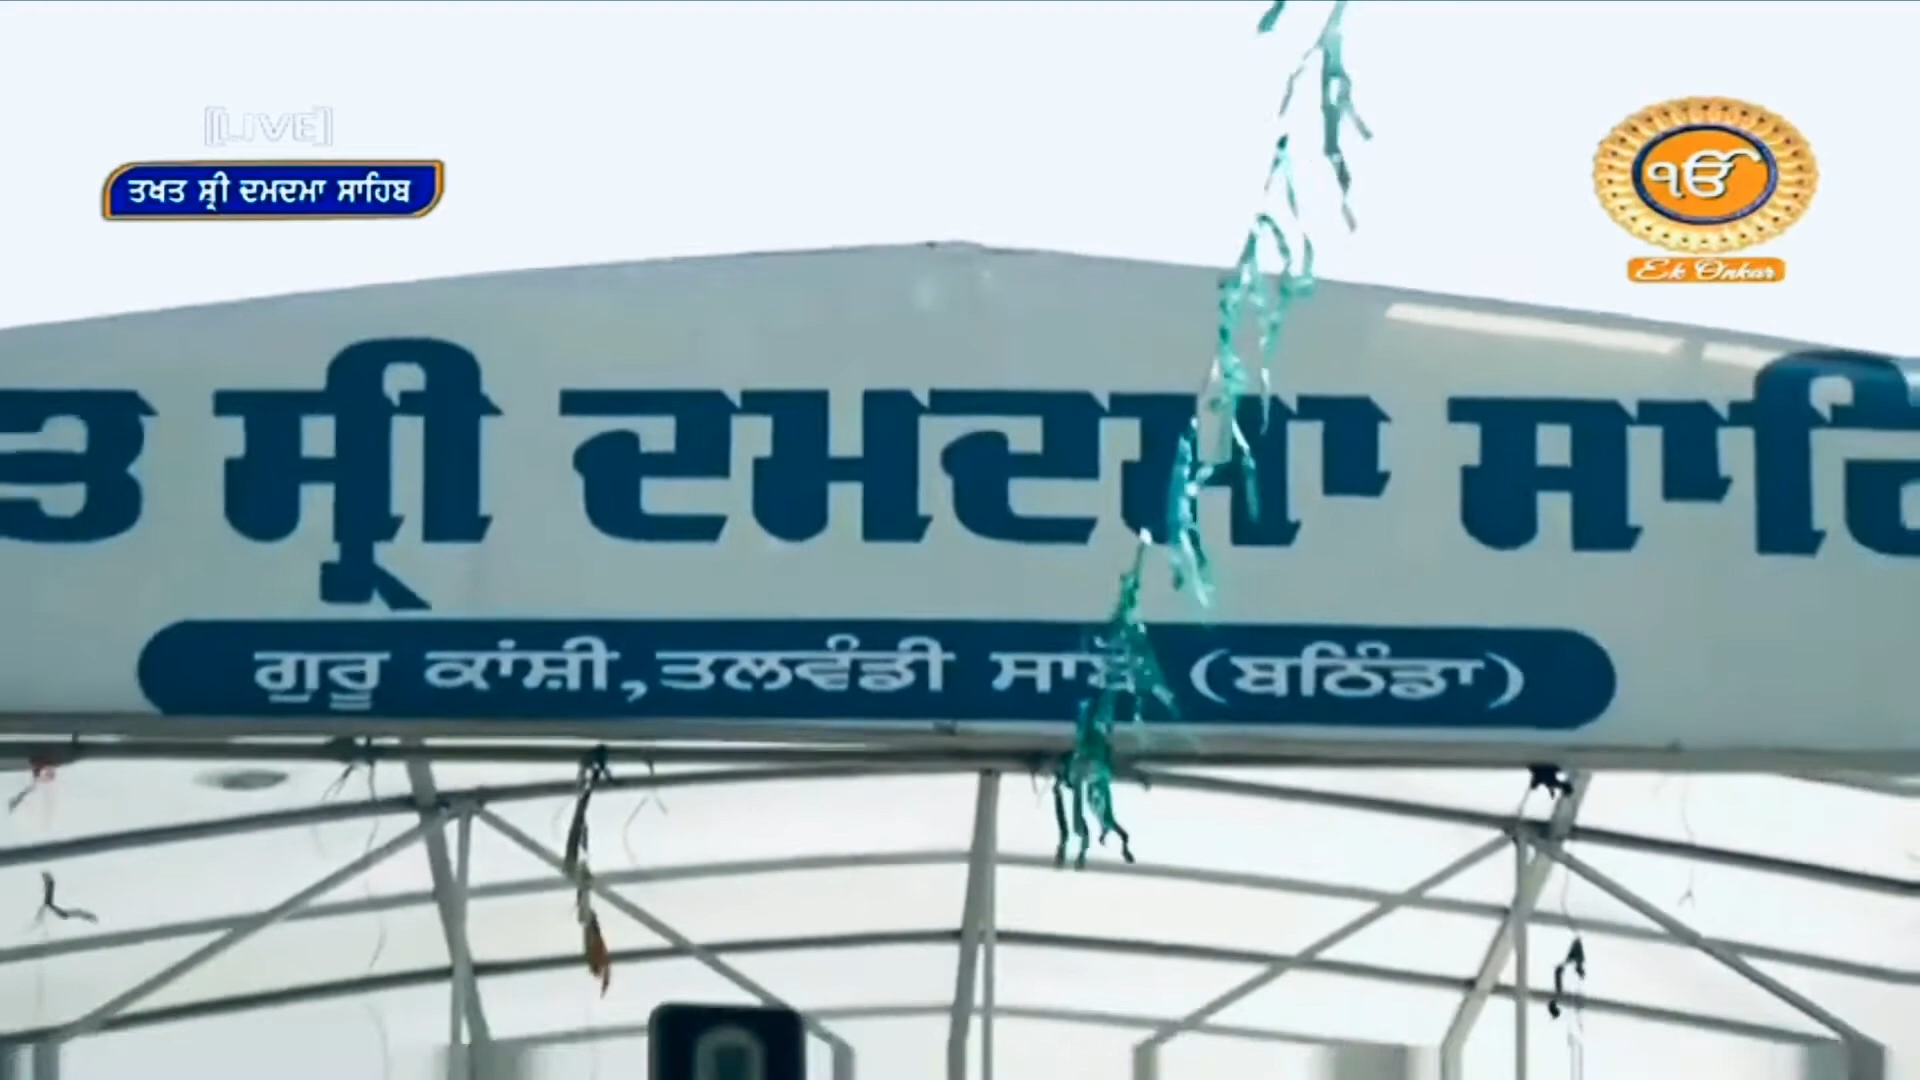 [LIVE]
ਤਖਤ ਸ੍ਰੀ ਦਮਦਮਾ ਸਾਹਿਬ
ੴ
Ek Onkar
ਸ੍ਰੀ ਦਮਦਮਾ
ਗੁਰੂ ਕਾਂਸ਼ੀ, ਤਲਵੰਡੀ (ਬਠਿੰਡਾ)